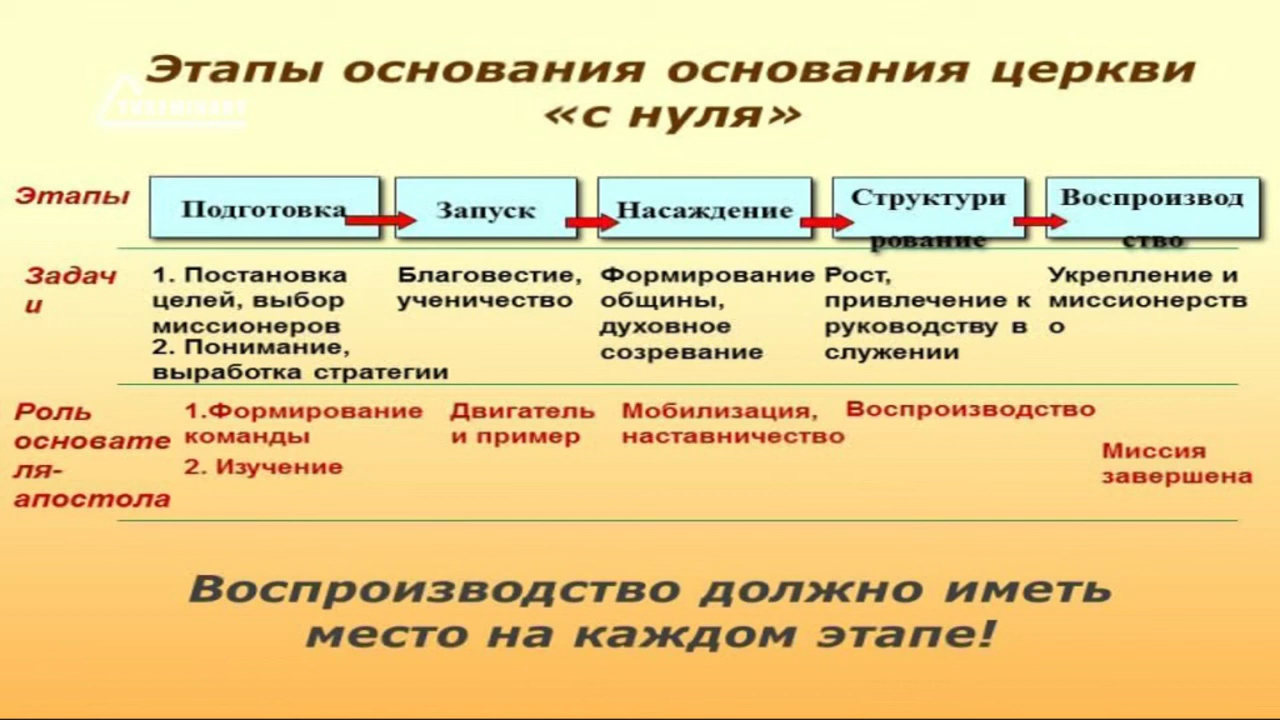 Этапы основания основания церкви
«с нуля»
Этапы
Подготовка
Запуск
Насаждение
Структури
рование
Воспроизвод
ство
Задач
и
1. Постановка
целей, выбор
миссионеров
2. Понимание,
выработка стратегии
Благовестие,
ученичество
Формирование
общины,
духовное
созревание
Рост,
привлечение к
руководству в
служении
Укрепление и
миссионерств
о
Роль
основате
ля-
апостола
1.Формирование
команды
2. Изучение
Двигатель
и пример
Мобилизация,
наставничество
Воспроизводство
Миссия
завершена
Воспроизводство должно иметь
место на каждом этапе!